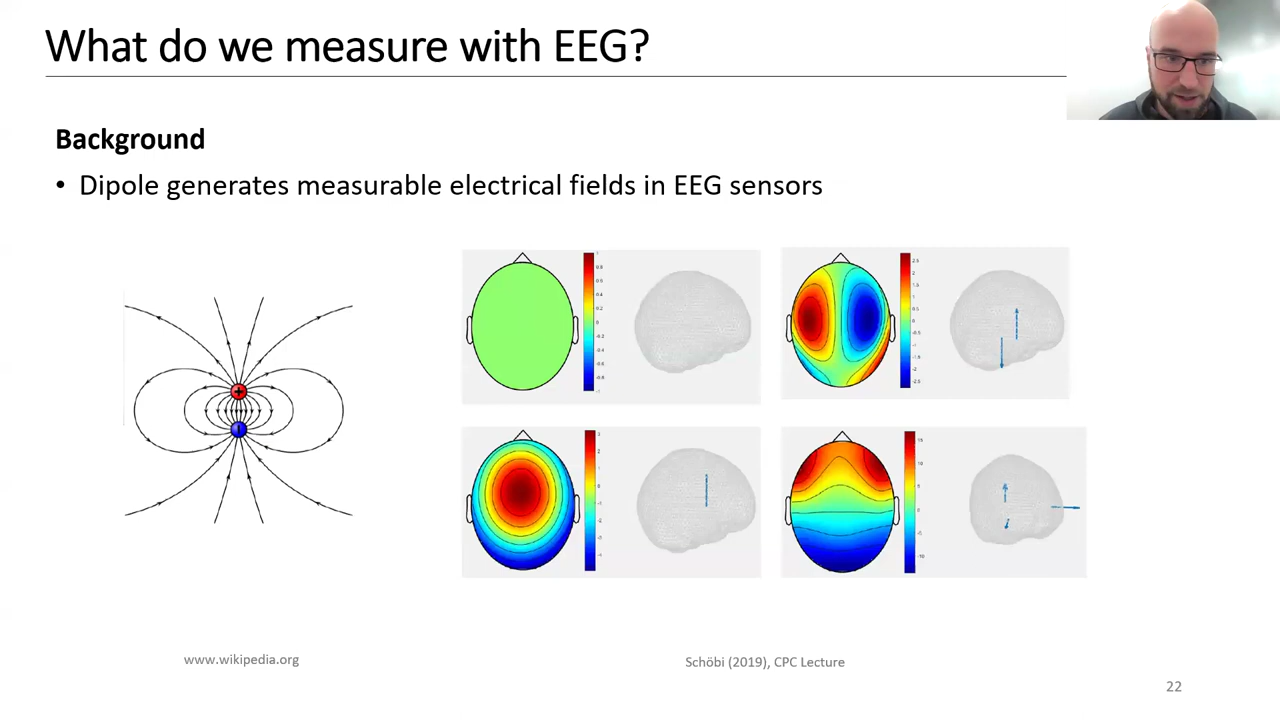 What do we measure with EEG?
Background
• Dipole generates measurable electrical fields in EEG sensors
www.wikipedia.org
Schöbi (2019), CPC Lecture
22